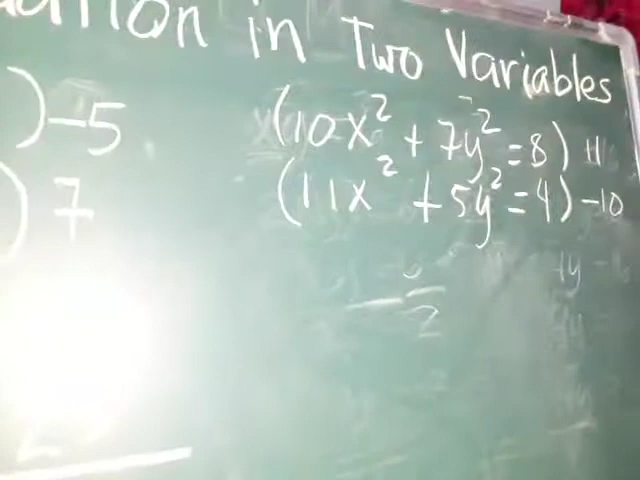 in Two Variables
)-5
) 7
(10x² + 7y² = 8) 11
(11x² + 5y² = 4) -10